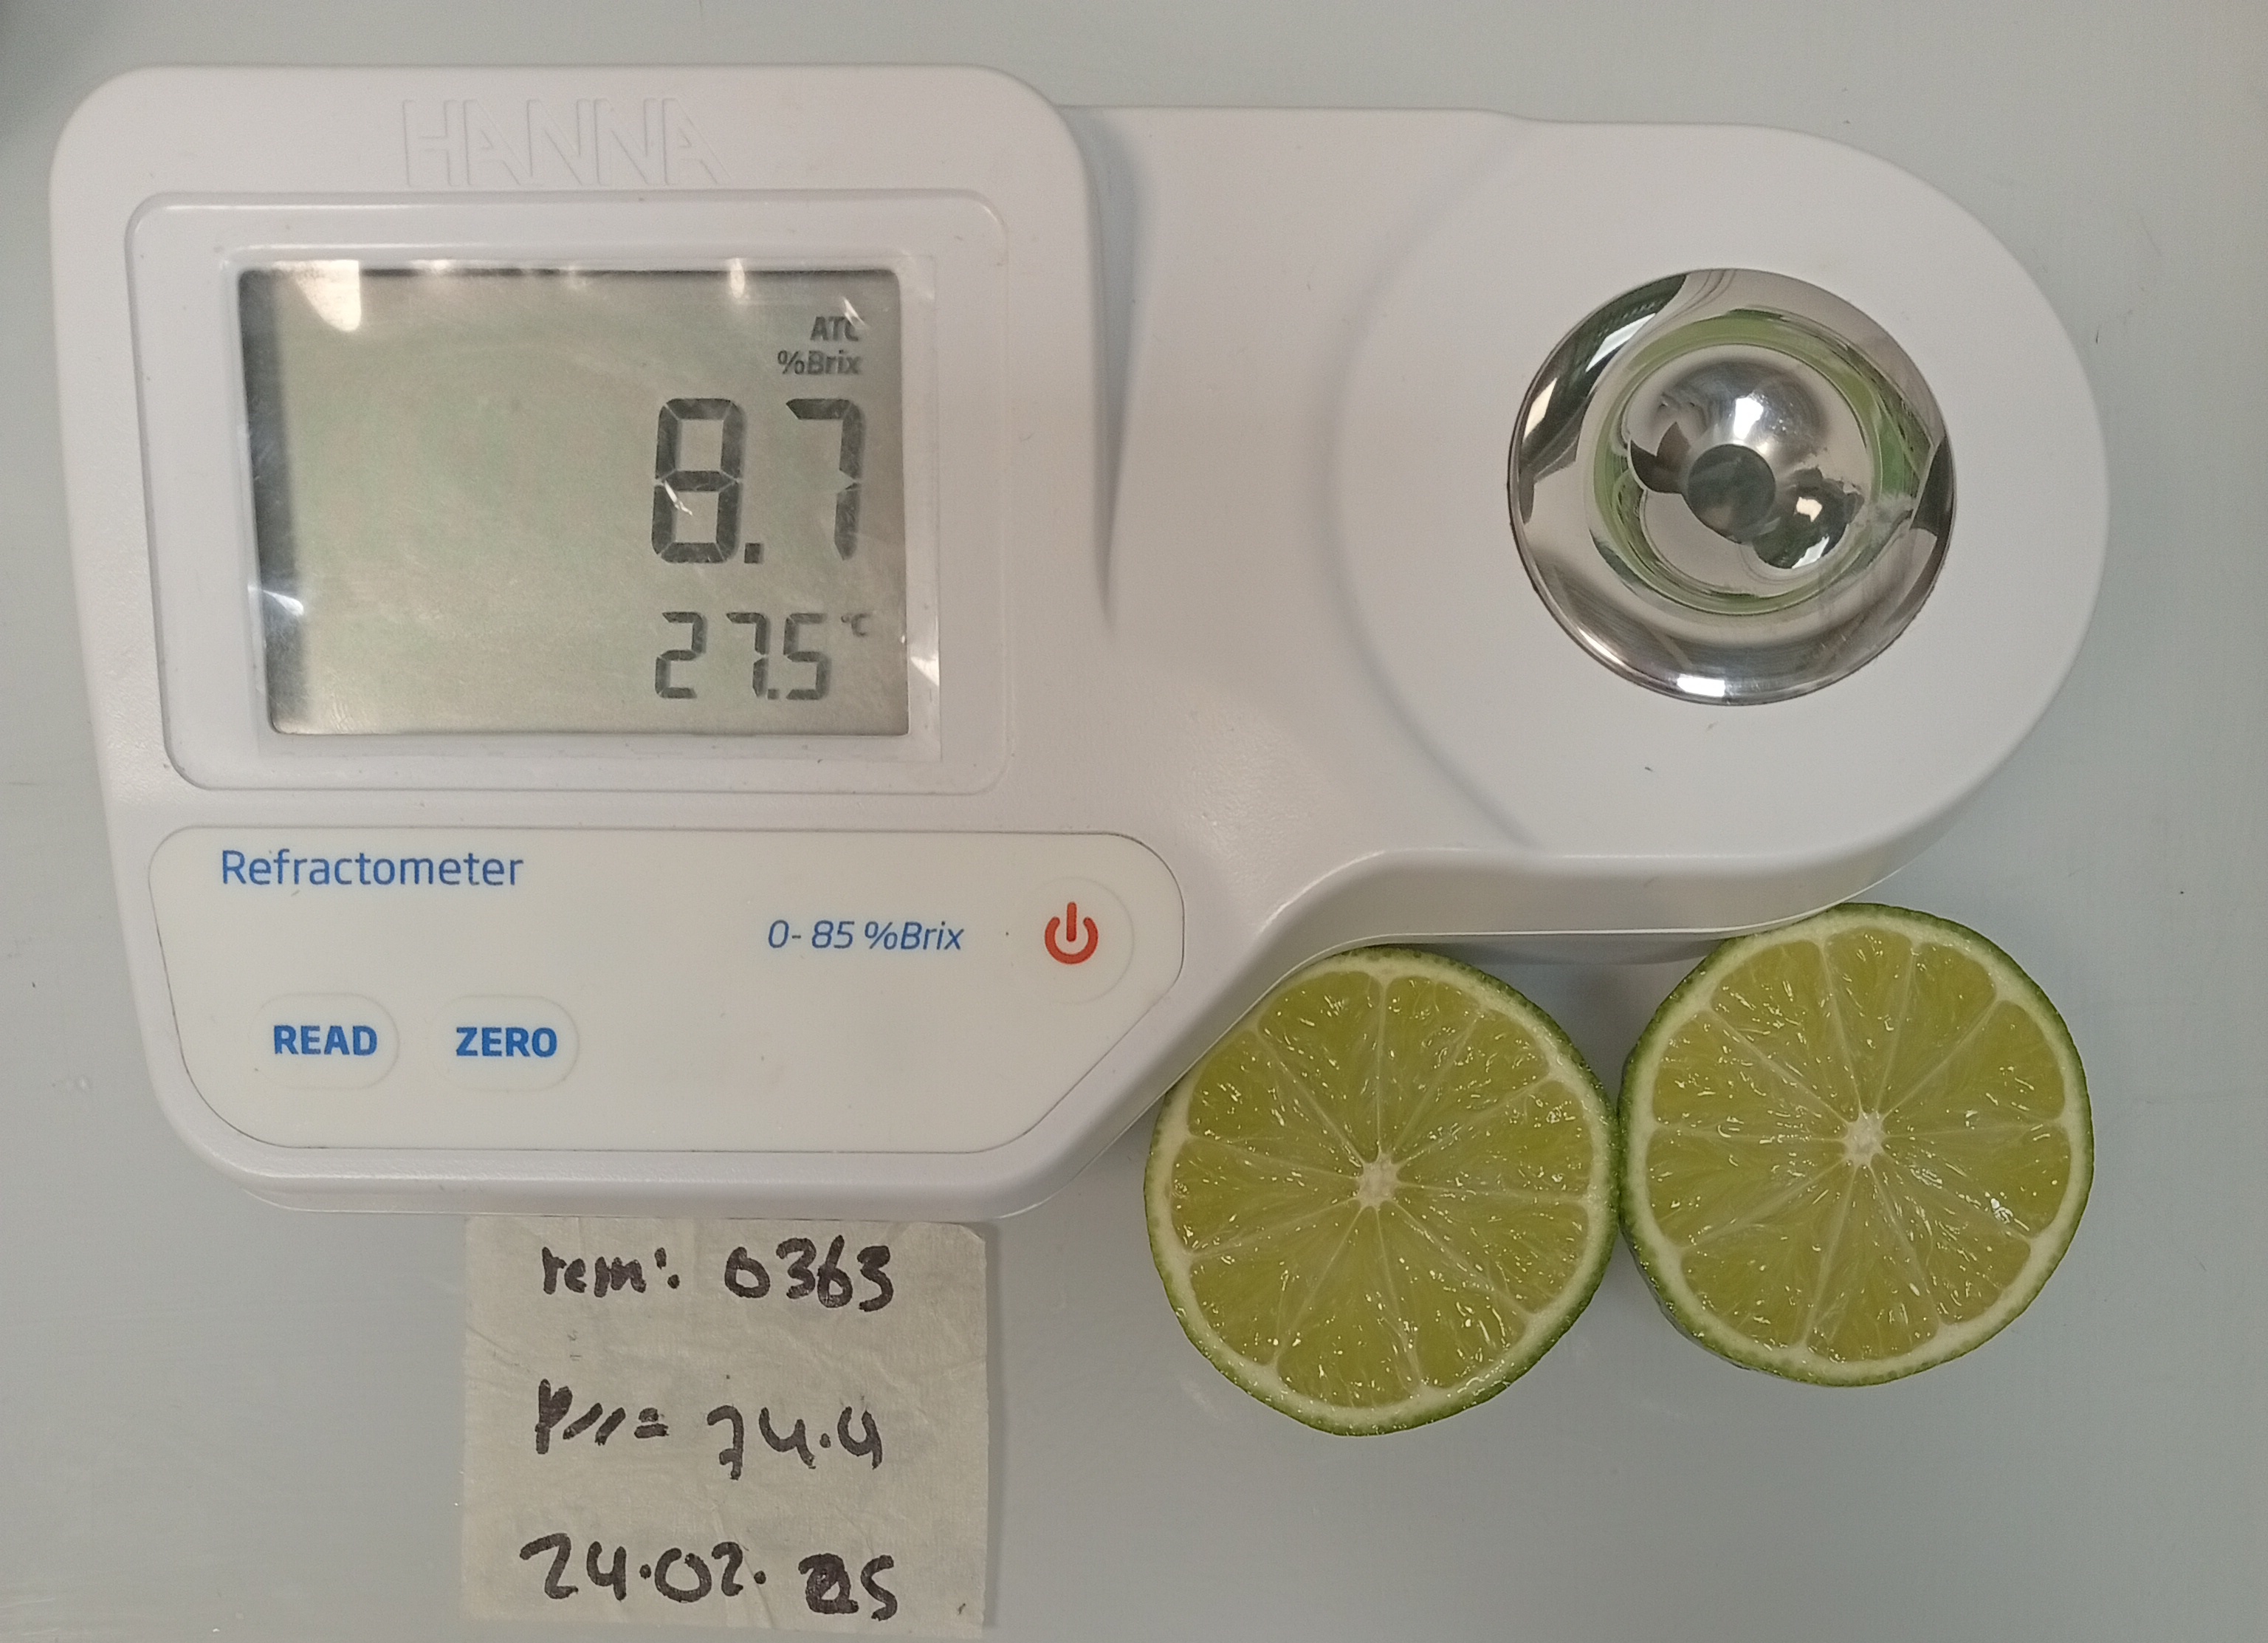 HANNA
ATC
%Brix
8.7
27.5°C
Refractometer
0-85 %Brix
READ ZERO
rem: 0363
74.4
24.02.25